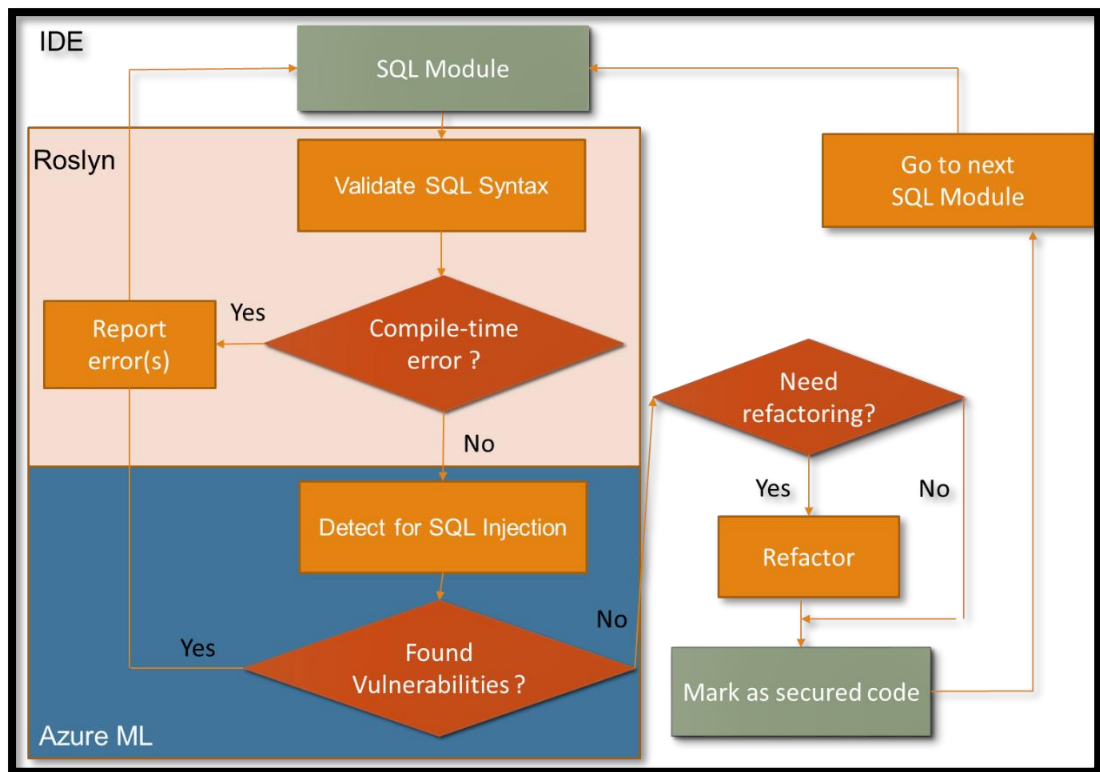 IDE
SQL Module
Roslyn
Validate SQL Syntax
Go to next
SQL Module
Report
error(s)
Yes
Compile-time
error ?
No
Need
refactoring?
Yes
No
Detect for SQL Injection
Refactor
Yes
Found
Vulnerabilities ?
No
Mark as secured code
Azure ML